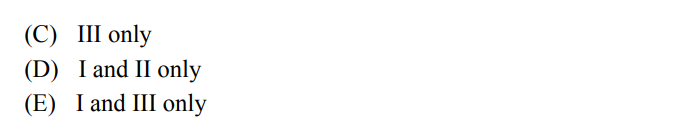 (C) III only
(D) I and II only
(E) I and III only